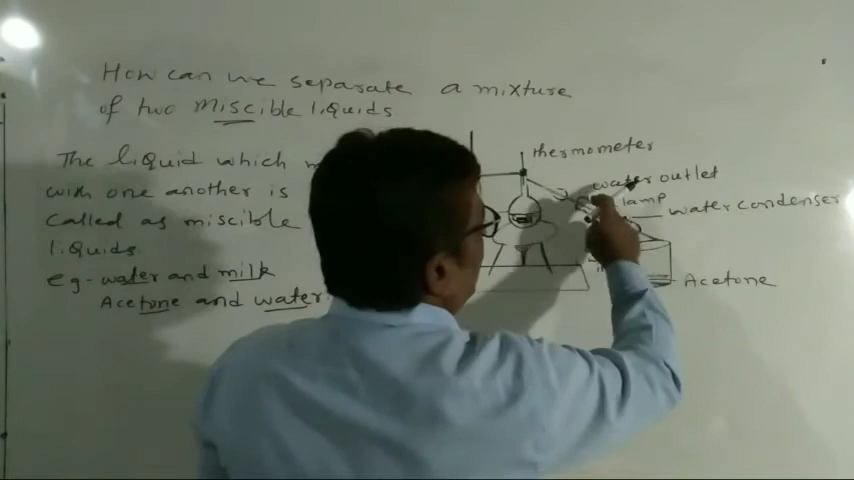 How can we separate a mixture
of two miscible liquids
The liquid which
with one another is
called as miscible
liquids.
eg- water and milk
Acetone and water.
thermometer
water outlet
clamp
water condenser
Acetone